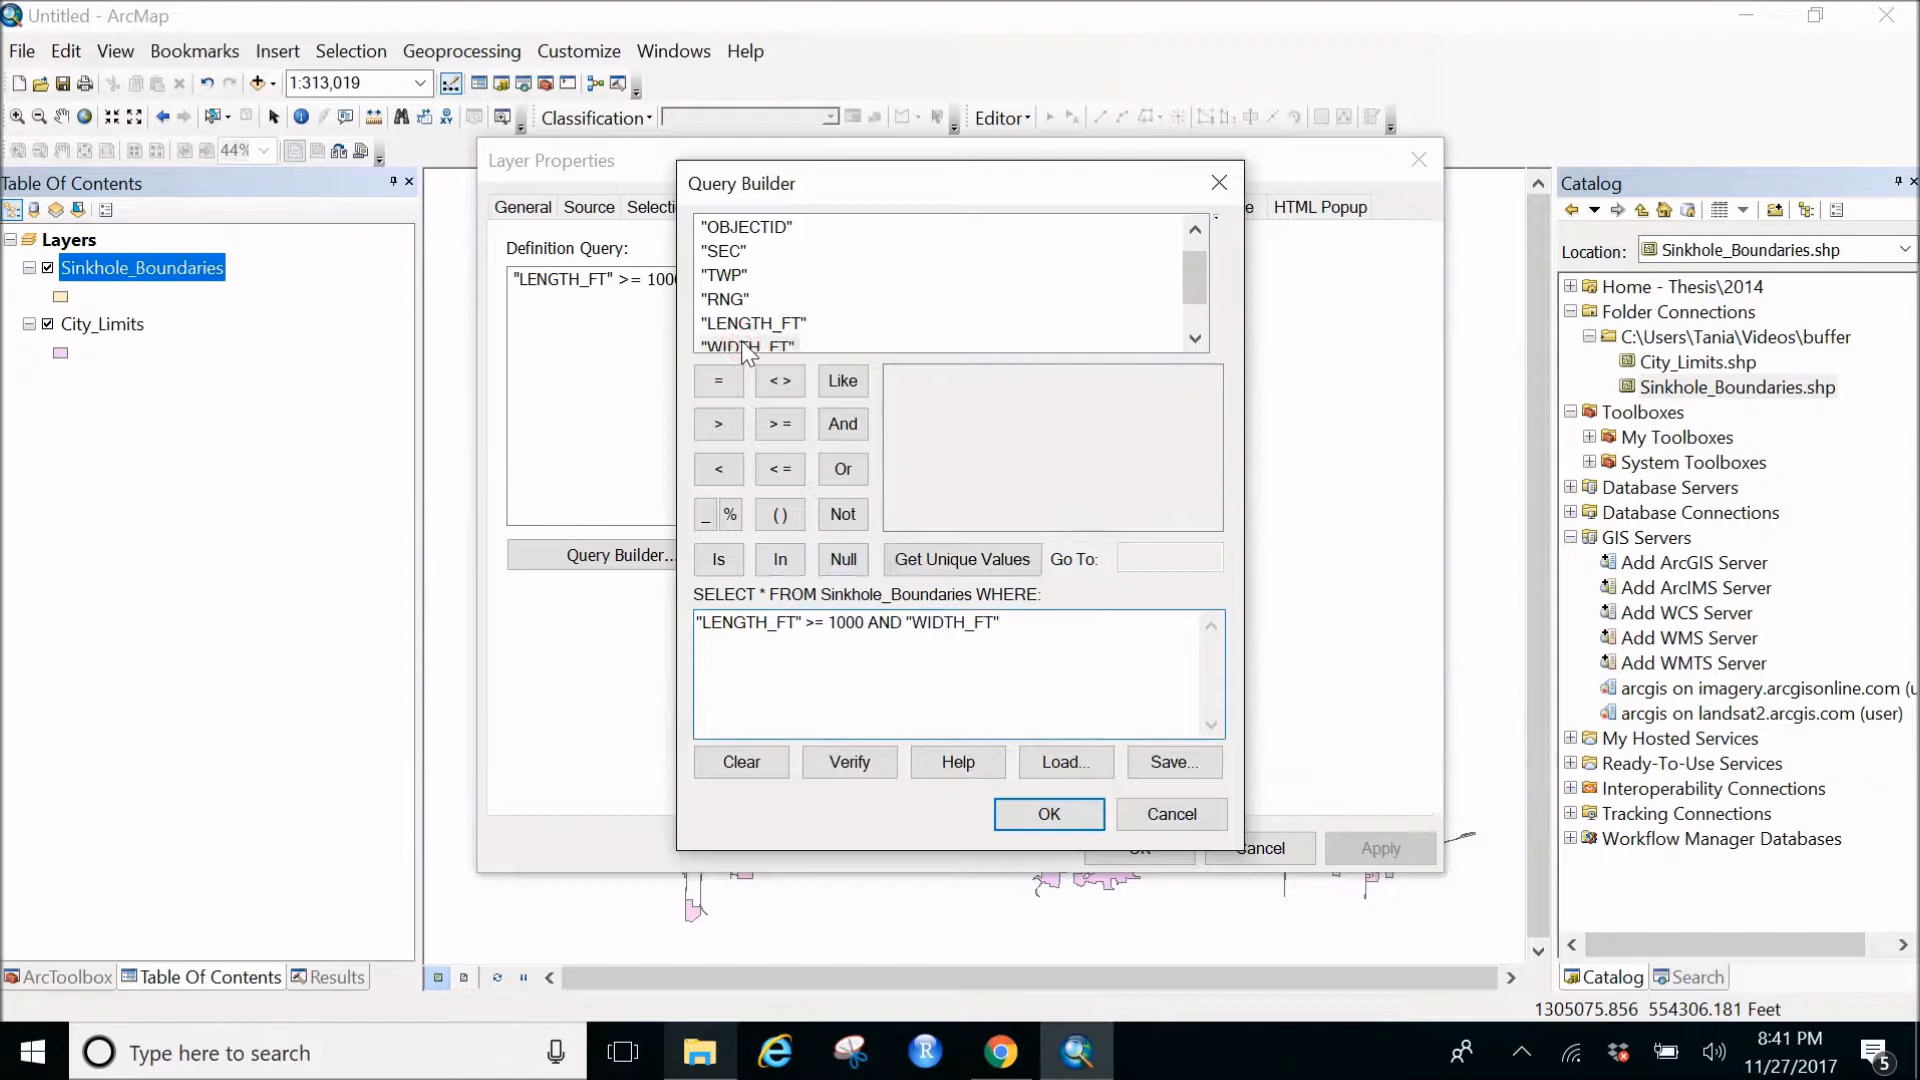 Untitled - ArcMap
File Edit View Bookmarks Insert Selection Geoprocessing Customize Windows Help
1:313,019
Classification Editor
44%
Table Of Contents
Layers
Sinkhole_Boundaries
City_Limits
Layer Properties
General Source HTML Popup
Definition Query:
"LENGTH_FT" >=
Query Builder...
Query Builder
"OBJECTID"
"SEC"
"TWP"
"RNG"
"LENGTH_FT"
"WIDTH_FT"
= < > Like
> > = And
< < = Or
_ % ( ) Not
Is In Null Get Unique Values Go To:
SELECT * FROM Sinkhole_Boundaries WHERE:
"LENGTH_FT" >= 1000 AND "WIDTH_FT"
Clear Verify Help Load... Save...
OK Cancel
Apply
Catalog
Location: Sinkhole_Boundaries.shp
Home - Thesis\2014
Folder Connections
C:\Users\Tania\Videos\buffer
City_Limits.shp
Sinkhole_Boundaries.shp
Toolboxes
My Toolboxes
System Toolboxes
Database Servers
Database Connections
GIS Servers
Add ArcGIS Server
Add ArcIMS Server
Add WCS Server
Add WMS Server
Add WMTS Server
arcgis on imagery.arcgisonline.com (u
arcgis on landsat2.arcgis.com (user)
My Hosted Services
Ready-To-Use Services
Interoperability Connections
Tracking Connections
Workflow Manager Databases
ArcToolbox Table Of Contents Results
Catalog Search
1305075.856 554306.181 Feet
Type here to search
8:41 PM
11/27/2017
5